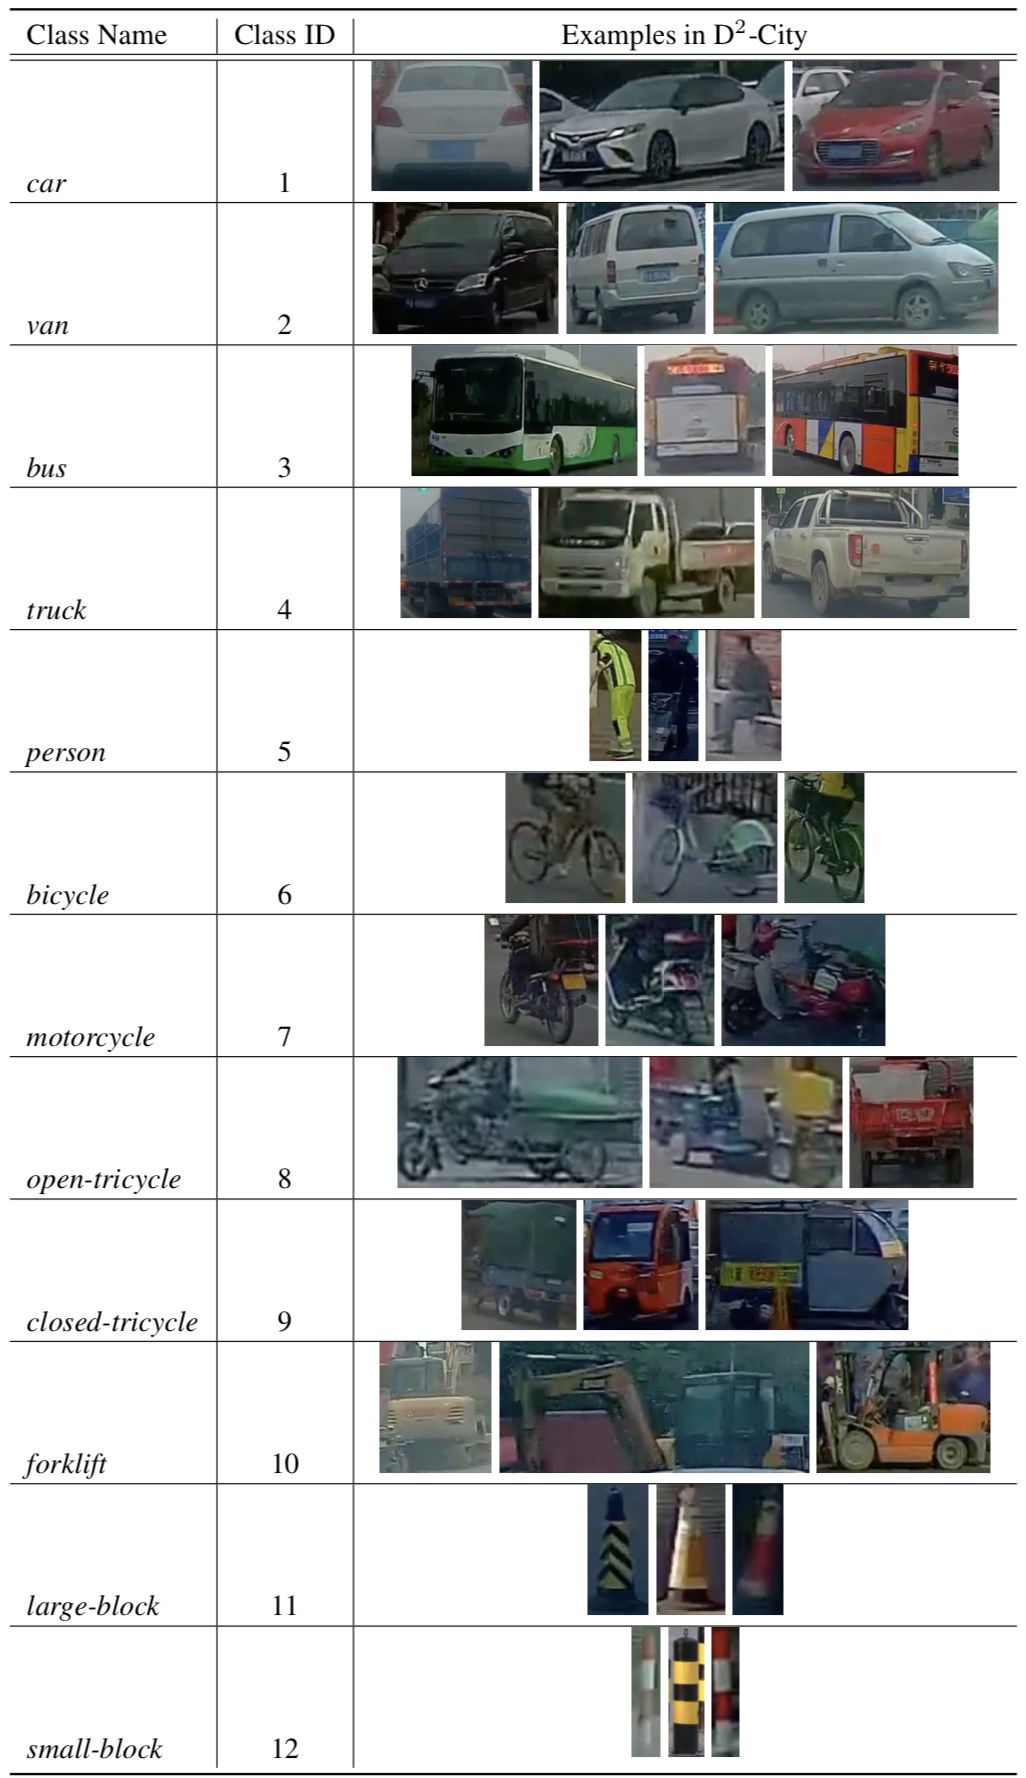 Class Name Class ID Examples in D²-City
car 1
van 2
bus 3
truck 4
person 5
bicycle 6
motorcycle 7
open-tricycle 8
closed-tricycle 9
forklift 10
large-block 11
small-block 12